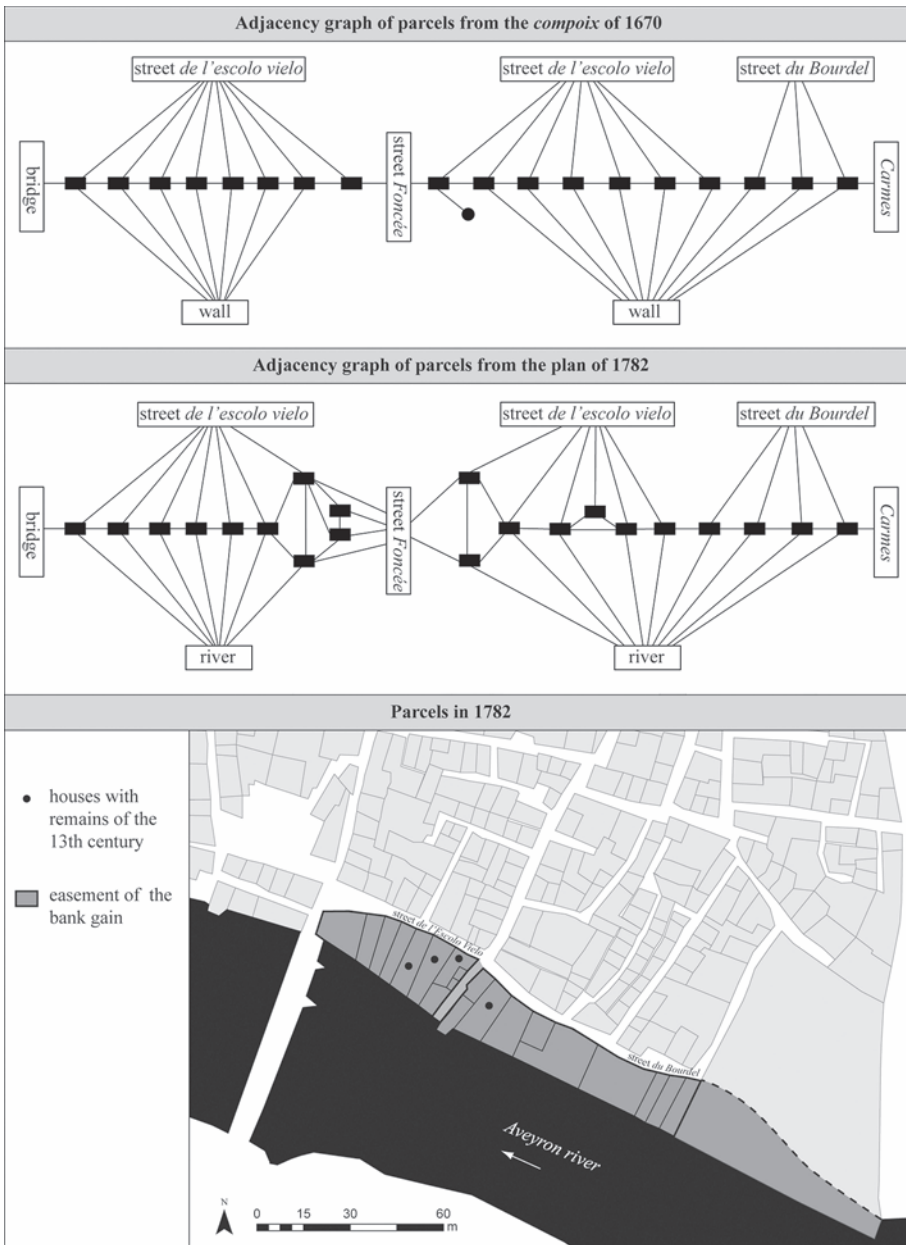 Adjacency graph of parcels from the compoix of 1670
street de l'escolo vielo
street de l'escolo vielo
street du Bourdel
bridge
street Foncée
Carmes
wall
wall
Adjacency graph of parcels from the plan of 1782
street de l'escolo vielo
street de l'escolo vielo
street du Bourdel
bridge
street Foncée
Carmes
river
river
Parcels in 1782
houses with
remains of the
13th century
easement of the
bank gain
street de l'Escolo Vielo
street du Bourdel
Aveyron river
N
0 15 30 60
m